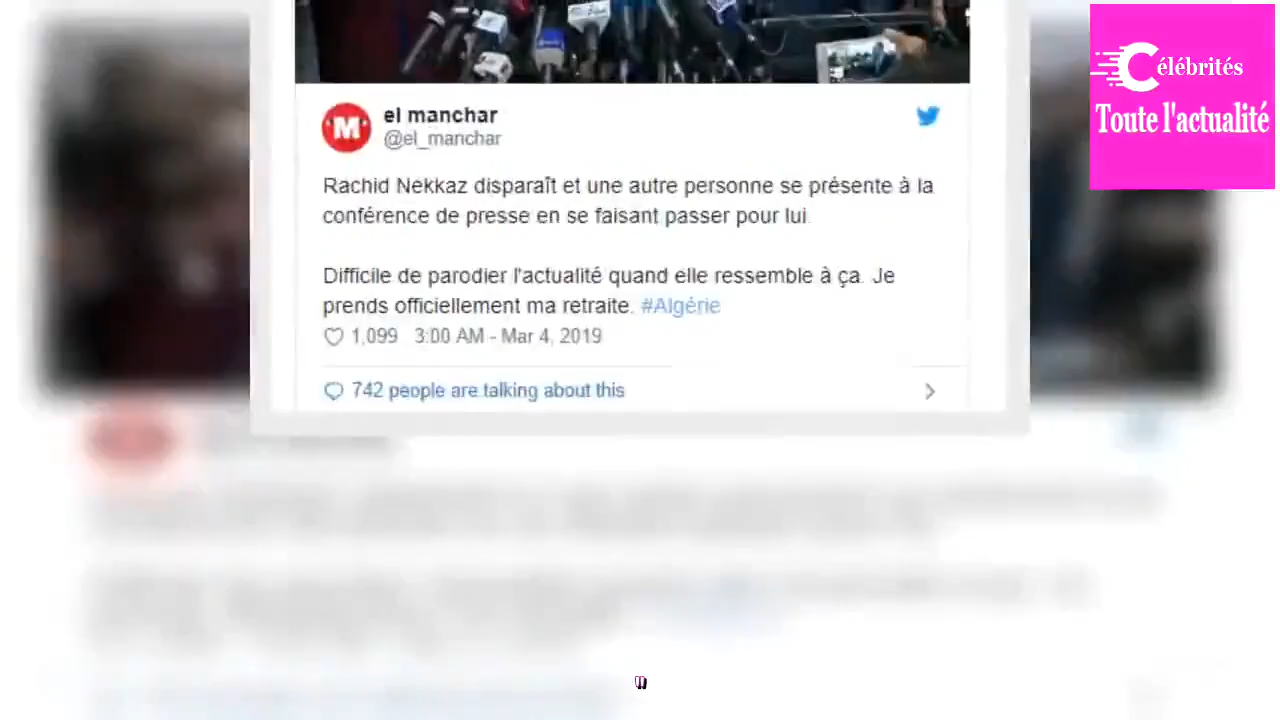 Célébrités
Toute l'actualité
el manchar
@el_manchar
Rachid Nekkaz disparaît et une autre personne se présente à la
conférence de presse en se faisant passer pour lui.
Difficile de parodier l'actualité quand elle ressemble à ça. Je
prends officiellement ma retraite. #Algérie
1,099 3:00 AM - Mar 4, 2019
742 people are talking about this